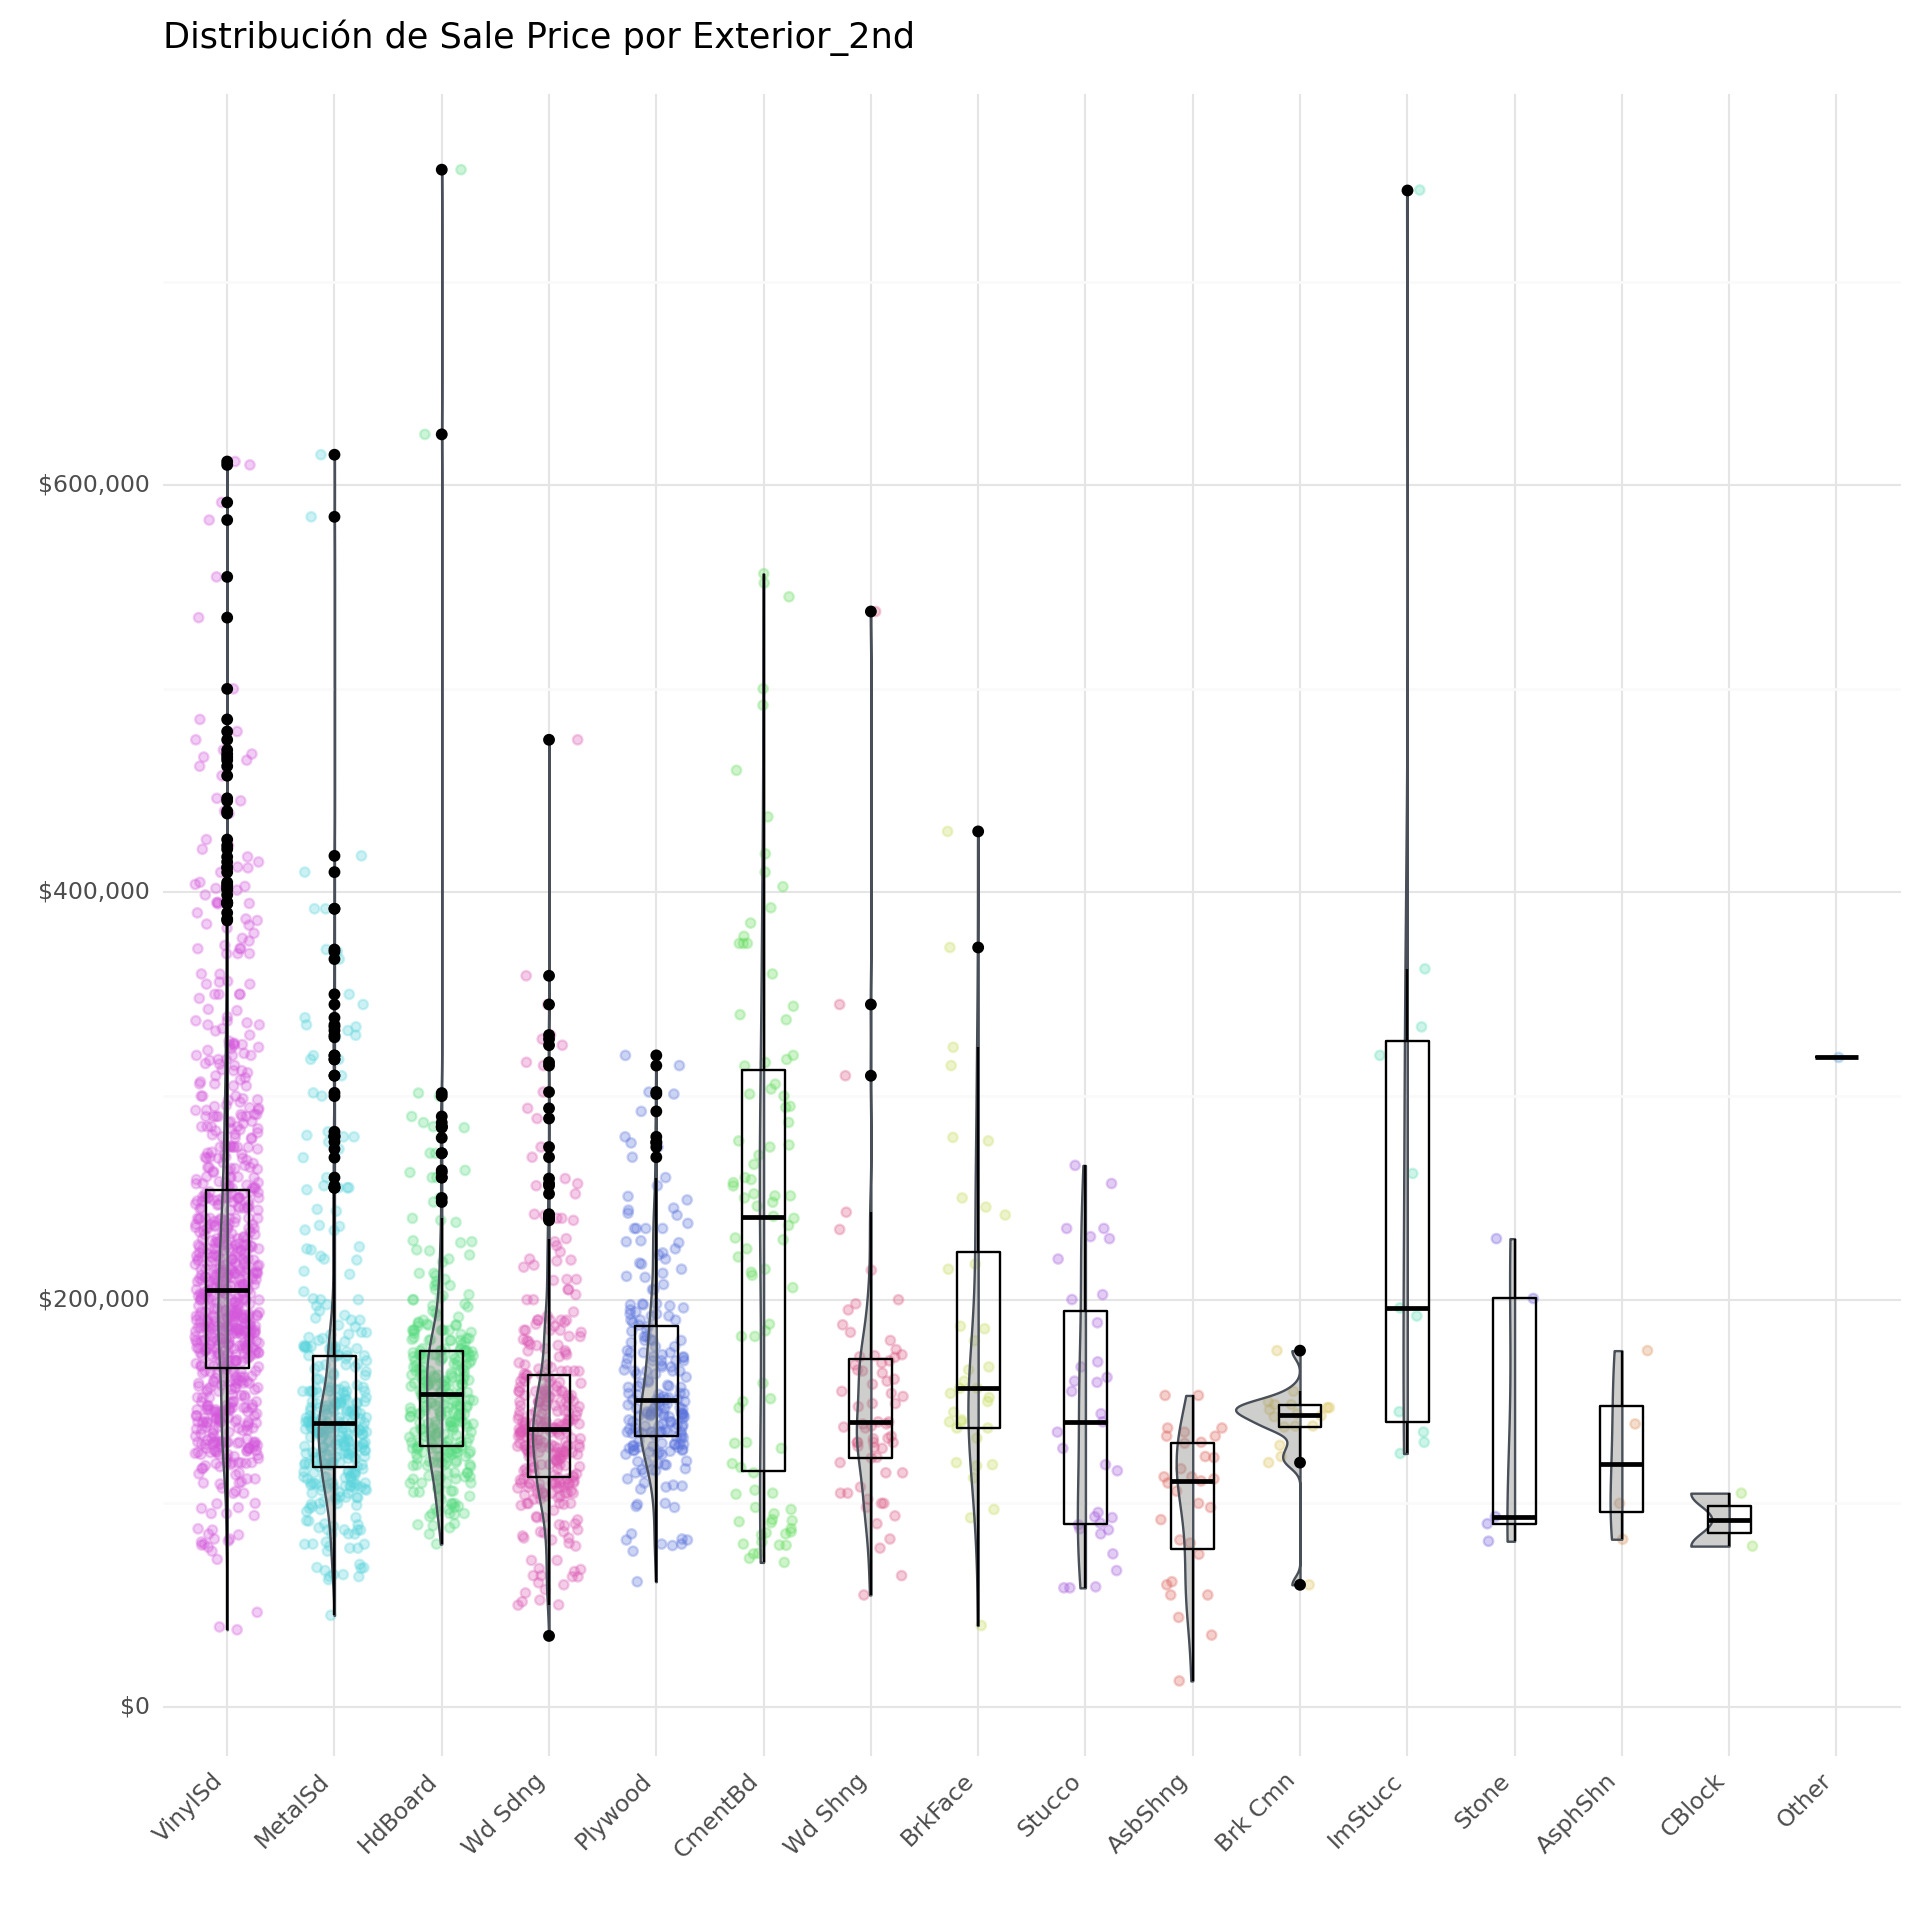 Distribución de Sale Price por Exterior_2nd
$600,000
$400,000
$200,000
$0
VinylSd
MetalSd
HdBoard
Wd Sdng
Plywood
CmentBd
Wd Shng
BrkFace
Stucco
AsbShng
Brk Cmn
ImStucc
Stone
AsphShn
CBlock
Other